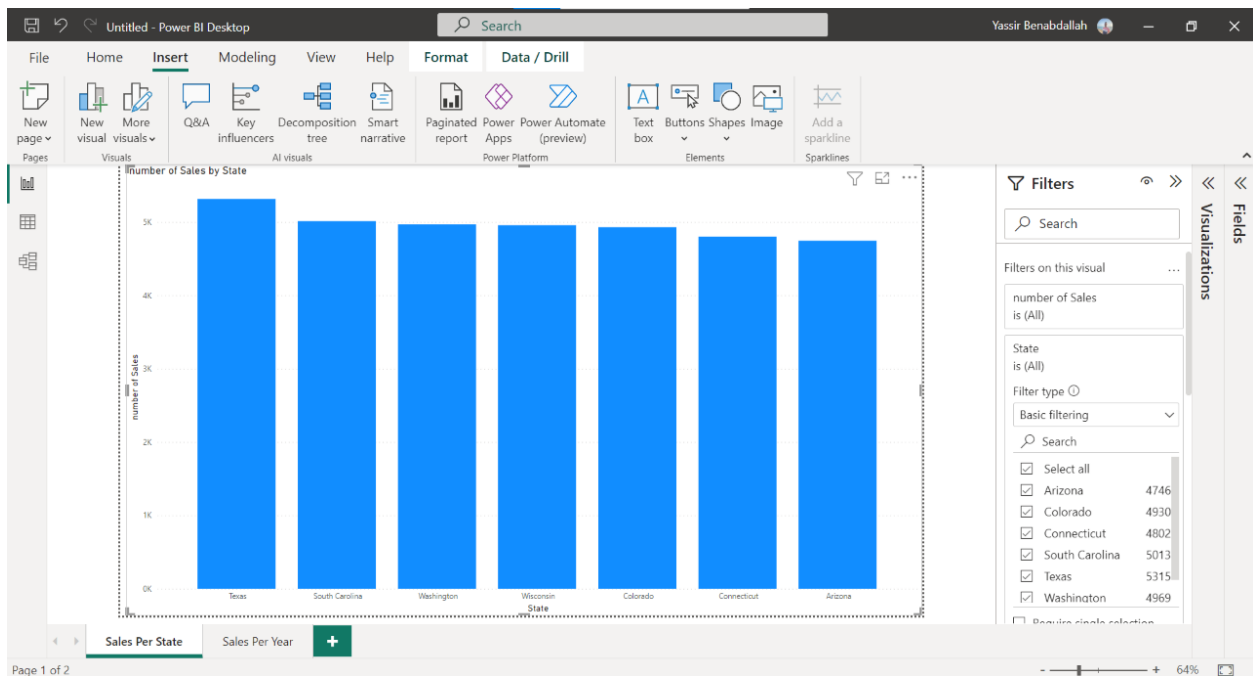 Untitled - Power BI Desktop
Search
Yassir Benabdallah
File Home Insert Modeling View Help Format Data / Drill
New page
New visual
More visuals
Q&A
Key influencers
Decomposition tree
Smart narrative
Paginated report
Power Apps
Power Automate (preview)
Text box
Buttons
Shapes
Image
Add a sparkline
Pages
Visuals
AI visuals
Power Platform
Elements
Sparklines
number of Sales by State
5K
4K
3K
2K
1K
0K
number of Sales
Texas
South Carolina
Washington
Wisconsin
Colorado
Connecticut
Arizona
State
Filters
Search
Filters on this visual
number of Sales
is (All)
State
is (All)
Filter type
Basic filtering
Search
Select all
Arizona 4746
Colorado 4930
Connecticut 4802
South Carolina 5013
Texas 5315
Washington 4969
Require single selection
Visualizations
Fields
Sales Per State
Sales Per Year
Page 1 of 2
64%